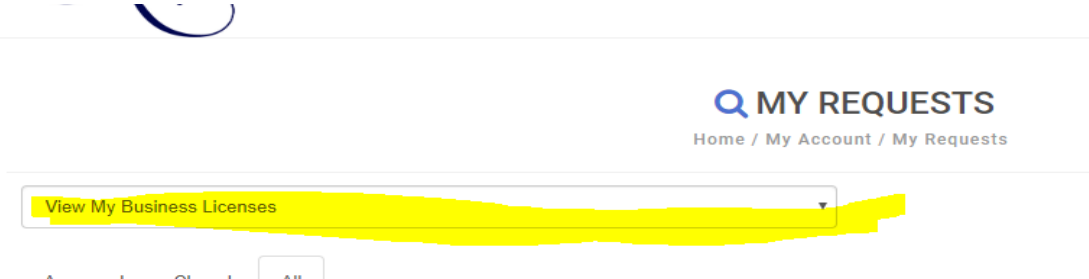 MY REQUESTS
Home / My Account / My Requests
View My Business Licenses
All